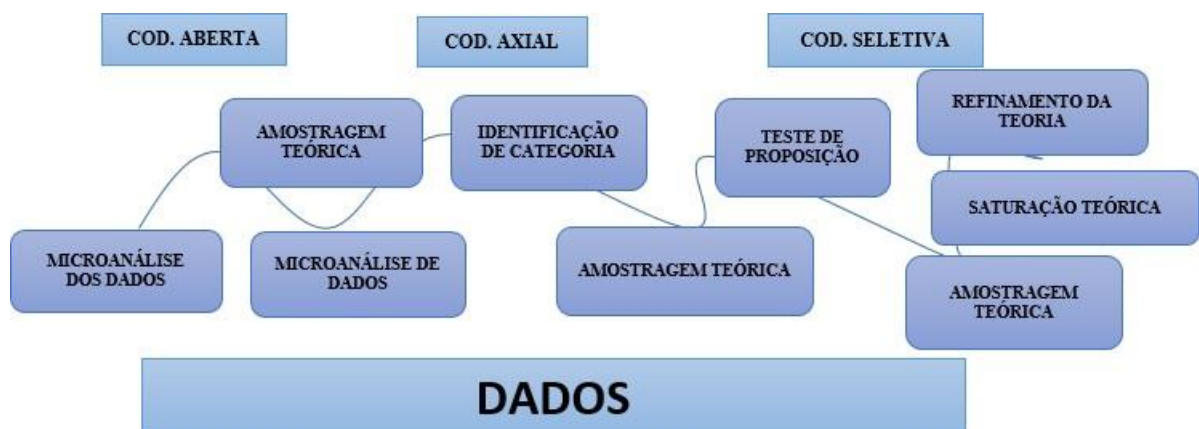 COD. ABERTA
COD. AXIAL
COD. SELETIVA
AMOSTRAGEM
TEÓRICA
IDENTIFICAÇÃO
DE CATEGORIA
TESTE DE
PROPOSIÇÃO
REFINAMENTO DA
TEORIA
SATURAÇÃO TEÓRICA
MICROANÁLISE
DOS DADOS
MICROANÁLISE DE
DADOS
AMOSTRAGEM TEÓRICA
AMOSTRAGEM
TEÓRICA
DADOS